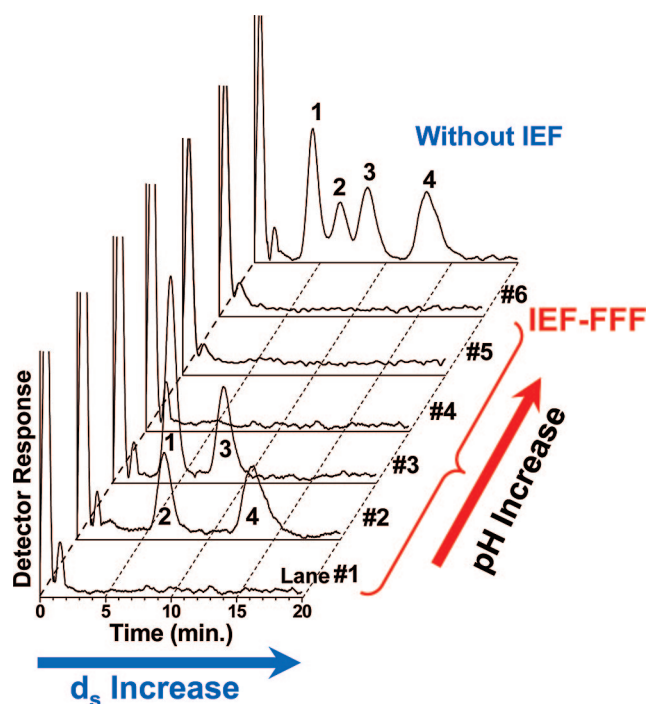 1
2
3
4
Without IEF
#6
IEF-FFF
#5
#4
1
3
#3
pH Increase
Detector Response
2
4
#2
Lane #1
0
5
10
15
20
Time (min.)
ds Increase